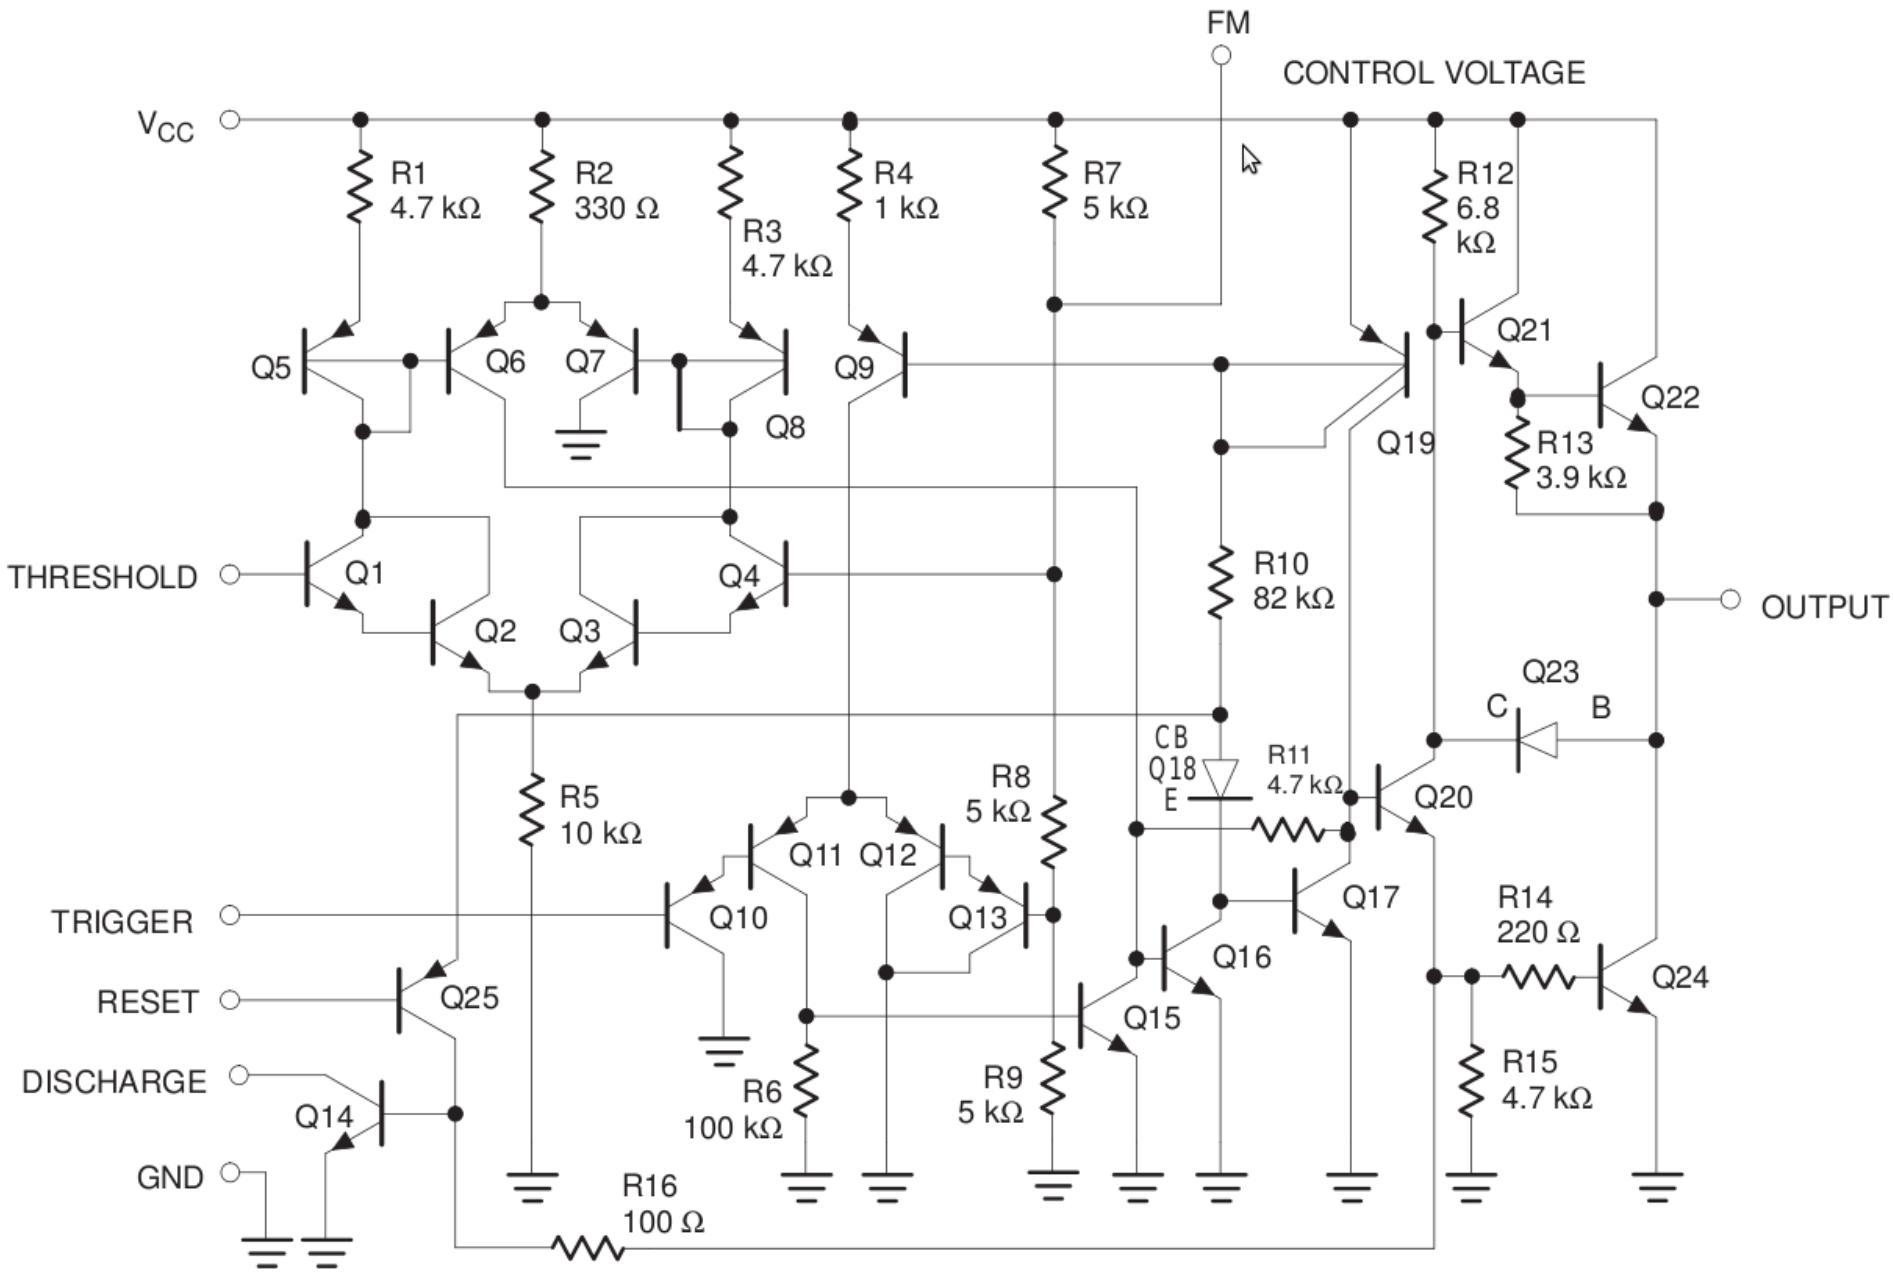 FM
CONTROL VOLTAGE
VCC
R1
4.7 kΩ
R2
330 Ω
R3
4.7 kΩ
R4
1 kΩ
R7
5 kΩ
R12
6.8
kΩ
Q5
Q6
Q7
Q8
Q9
Q19
Q21
Q22
R13
3.9 kΩ
THRESHOLD
Q1
Q2
Q3
Q4
R10
82 kΩ
OUTPUT
Q23
C
B
CB
Q18
E
R11
4.7 kΩ
Q20
R5
10 kΩ
R8
5 kΩ
Q11
Q12
TRIGGER
Q10
Q13
Q17
R14
220 Ω
RESET
Q25
Q16
Q24
Q15
DISCHARGE
Q14
R6
100 kΩ
R9
5 kΩ
R15
4.7 kΩ
GND
R16
100 Ω